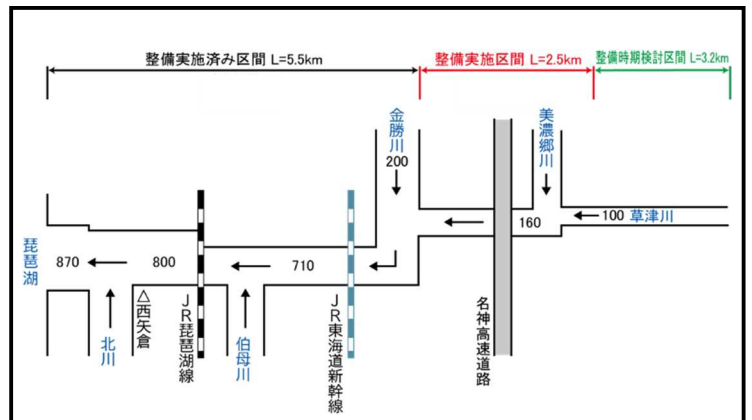 整備実施済み区間 L=5.5km
整備実施区間 L=2.5km
整備時期検討区間 L=3.2km
金勝川
200
美濃郷川
160
100 草津川
琵琶湖
870
800
710
北川
△西矢倉
JR琵琶湖線
伯母川
JR東海道新幹線
名神高速道路